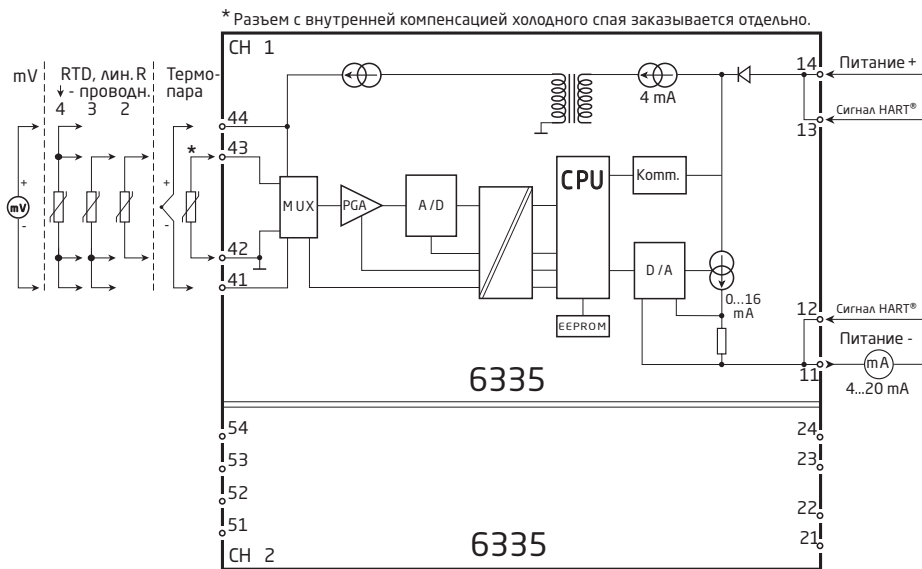 * Разъем с внутренней компенсацией холодного спая заказывается отдельно.
CH 1
mV
RTD, лин. R
- проводн.
4 3 2
Термо-
пара
44
43
*
42
41
+
mV
-
+
-
MUX
PGA
A/D
CPU
4 mA
Komm.
D/A
EEPROM
0...16
mA
14
Питание +
13
Сигнал HART®
12
Сигнал HART®
Питание -
11
mA
4...20 mA
6335
54
53
52
51
24
23
22
21
CH 2
6335